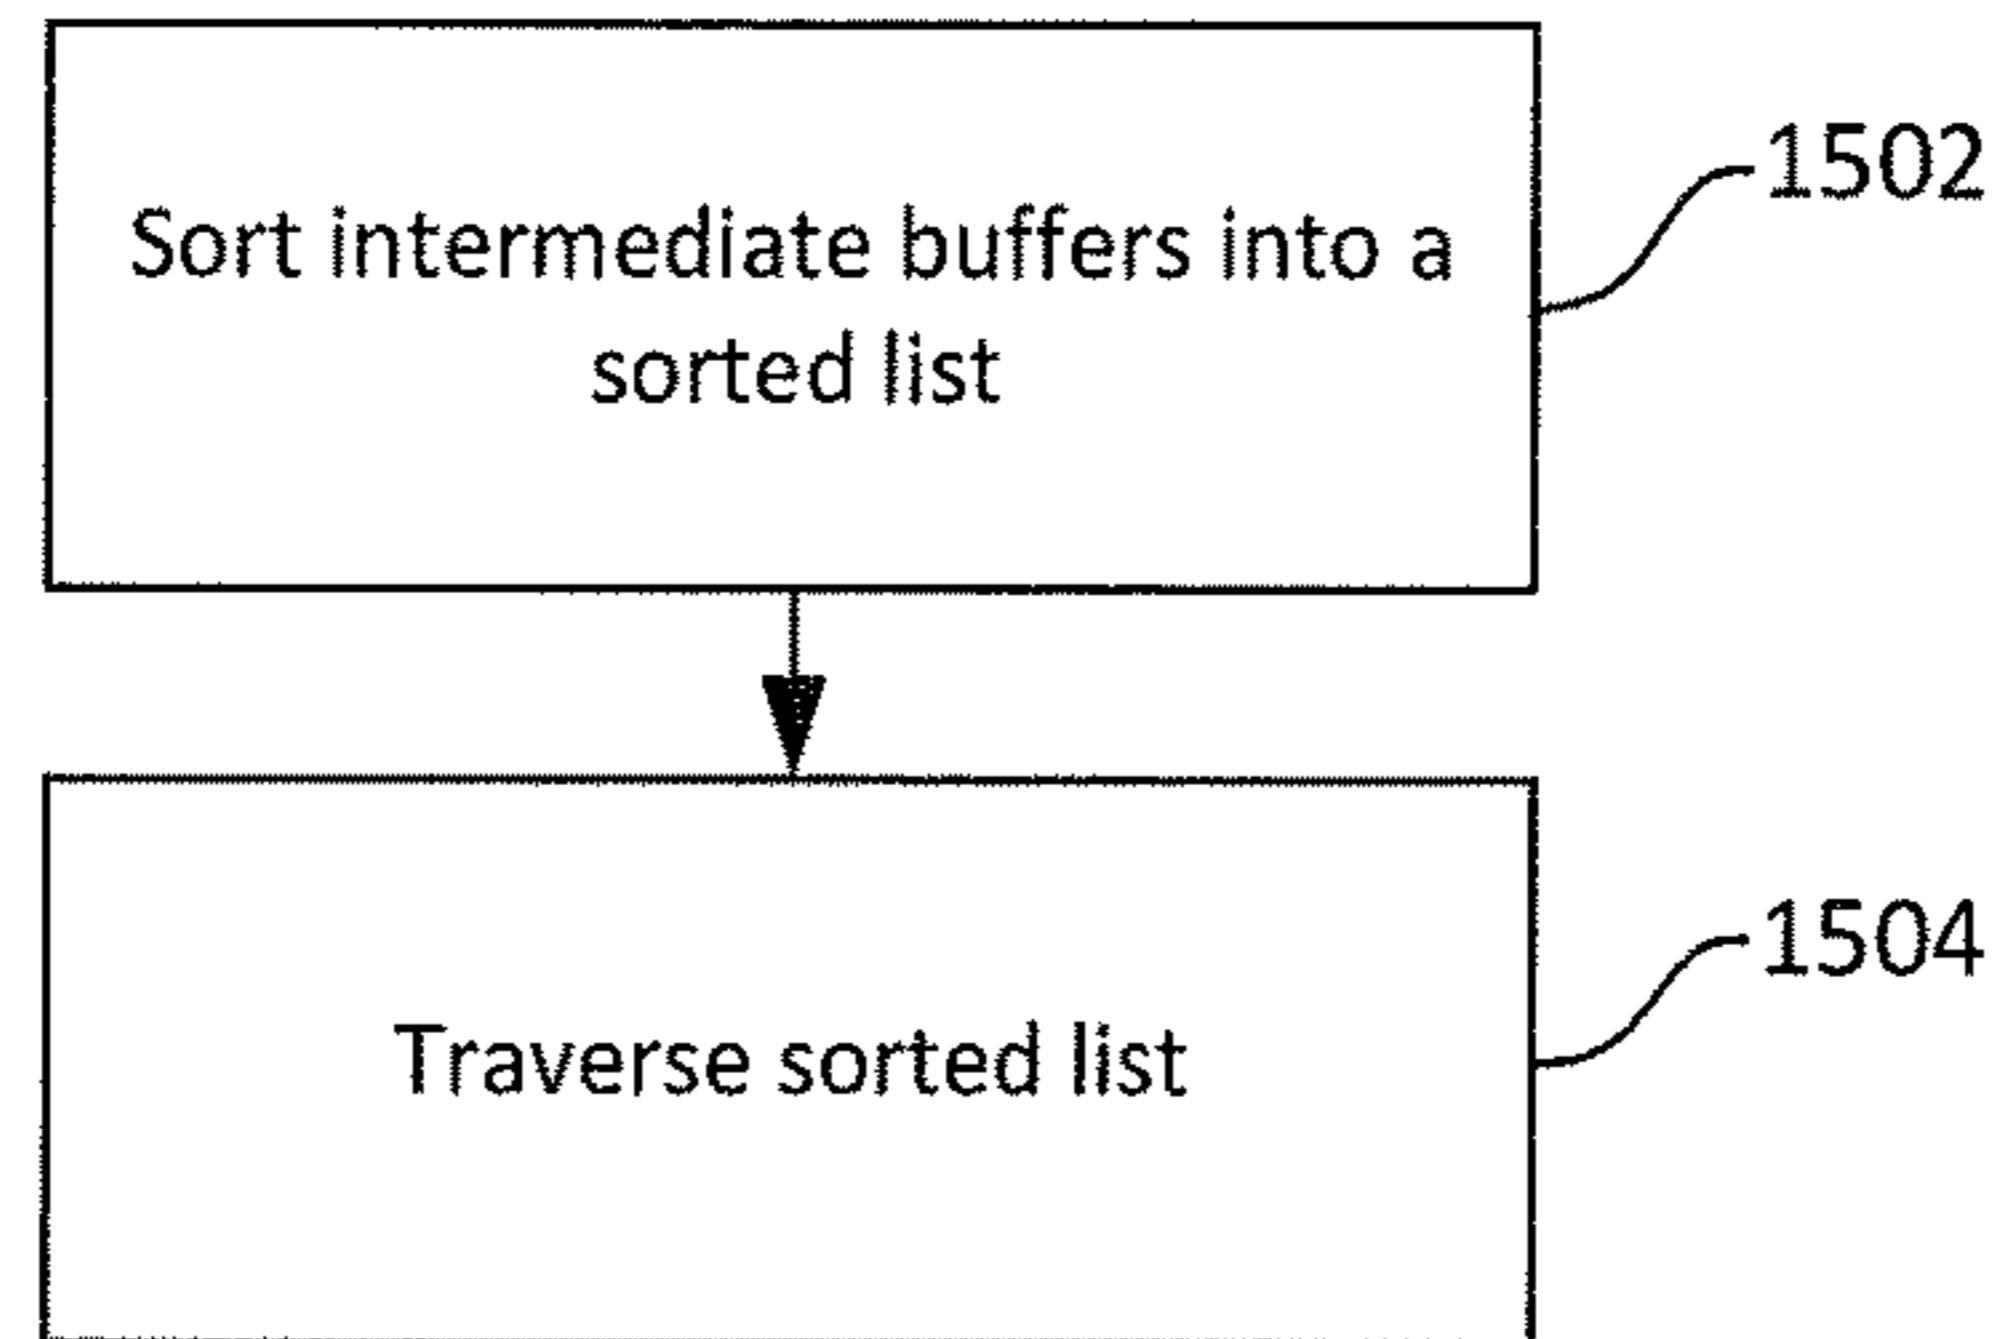 1502
Sort intermediate buffers into a
sorted list
1504
Traverse sorted list